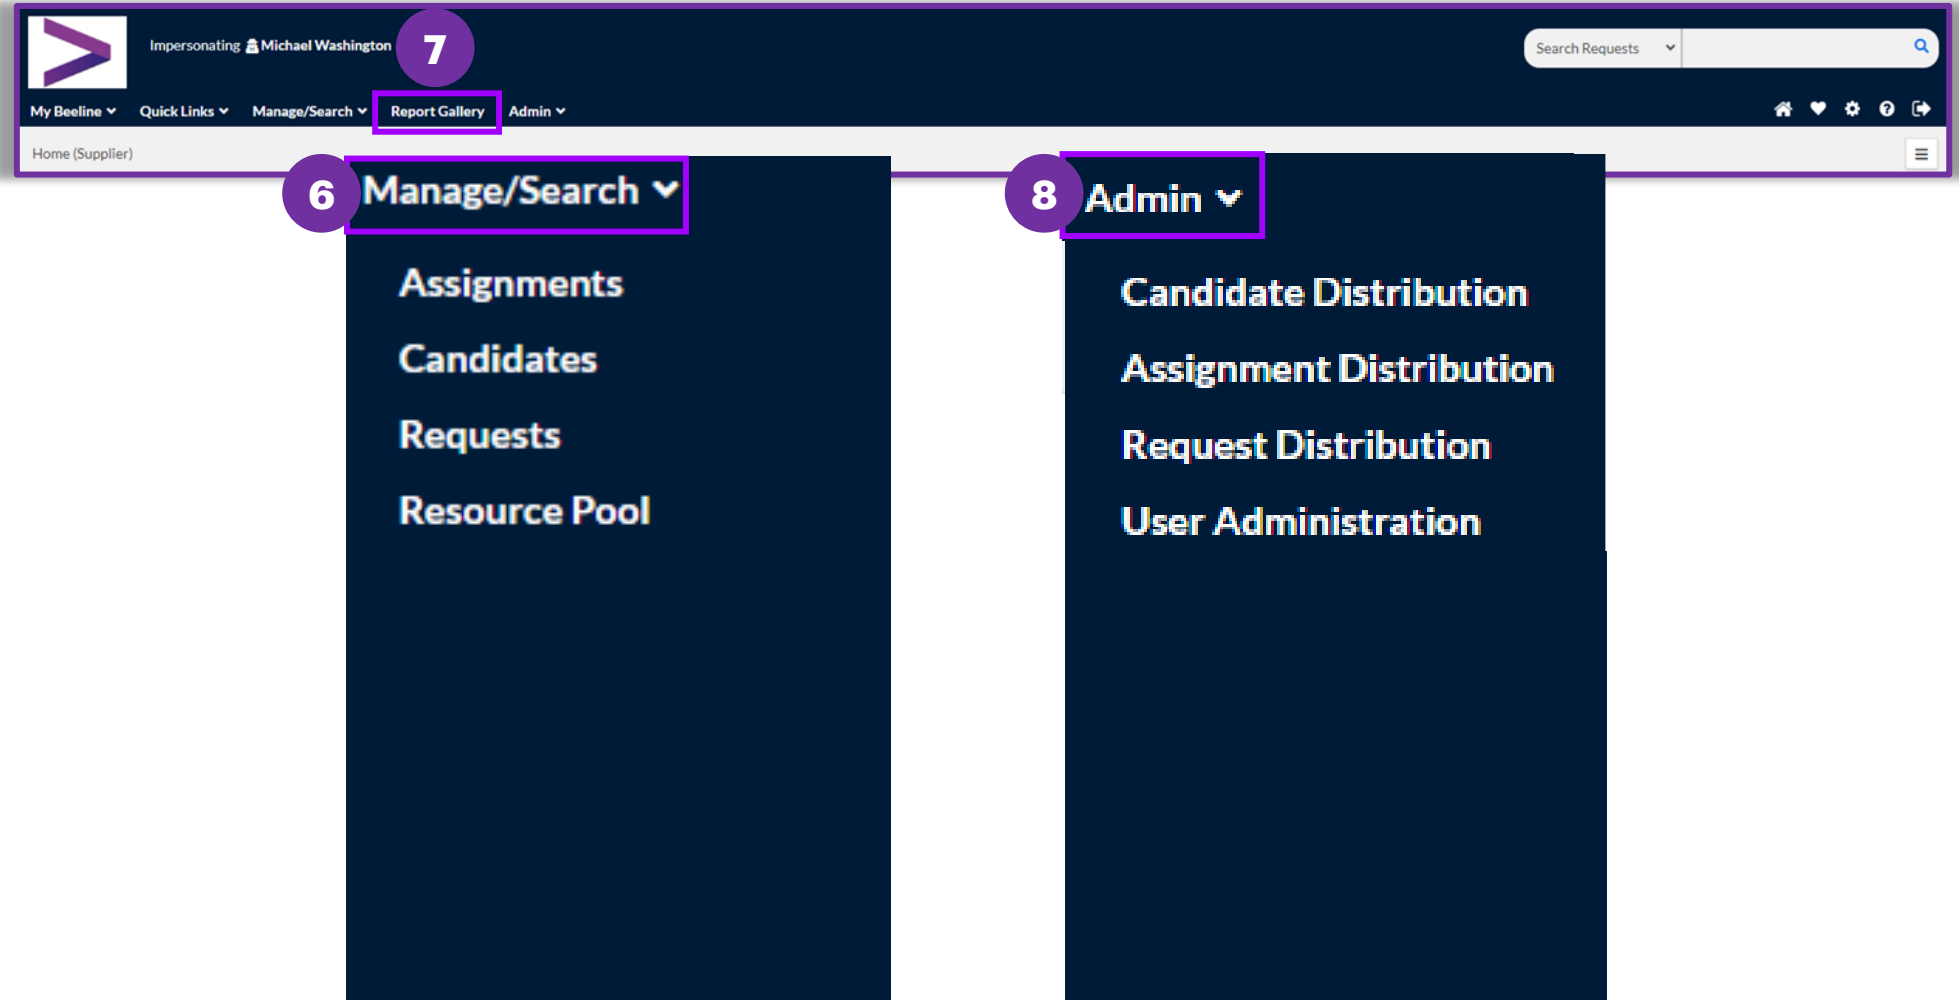 Impersonating Michael Washington
7
Search Requests
My Beeline
Quick Links
Manage/Search
Report Gallery
Admin
Home (Supplier)
6
Manage/Search
Assignments
Candidates
Requests
Resource Pool
8
Admin
Candidate Distribution
Assignment Distribution
Request Distribution
User Administration